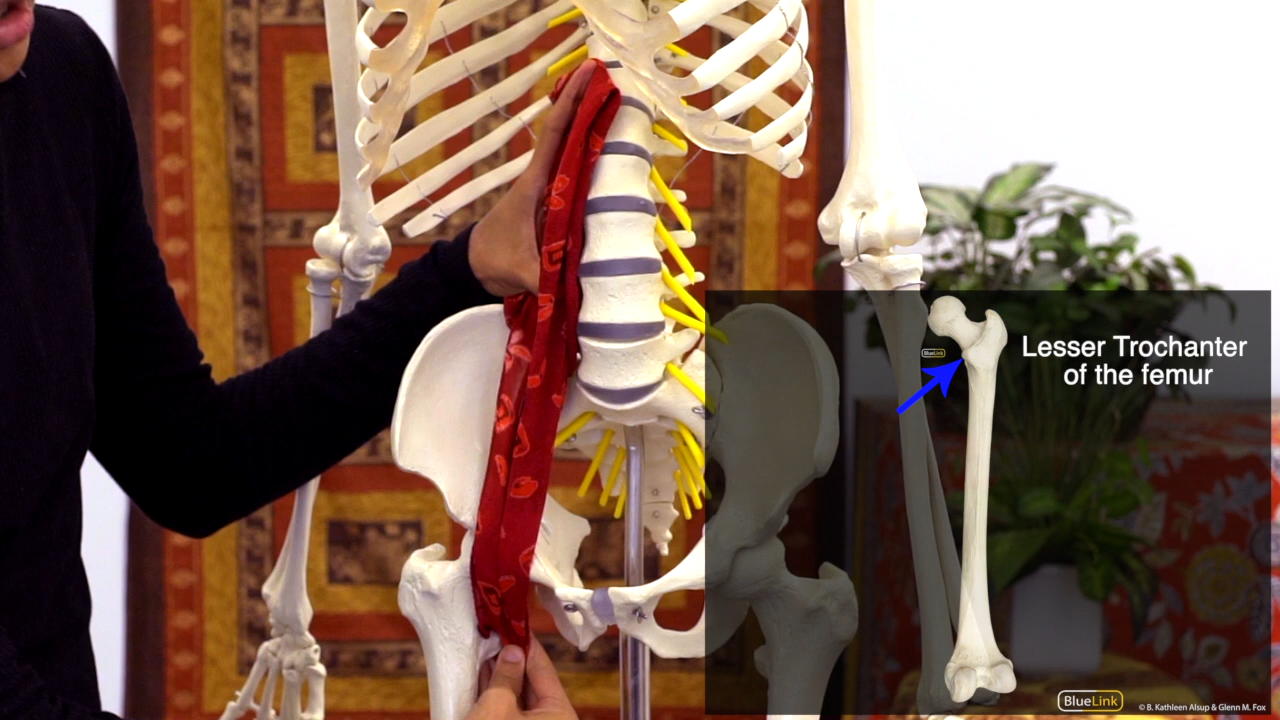 BlueLink
Lesser Trochanter
of the femur
BlueLink
© B. Kathleen Alsup & Glenn M. Fox